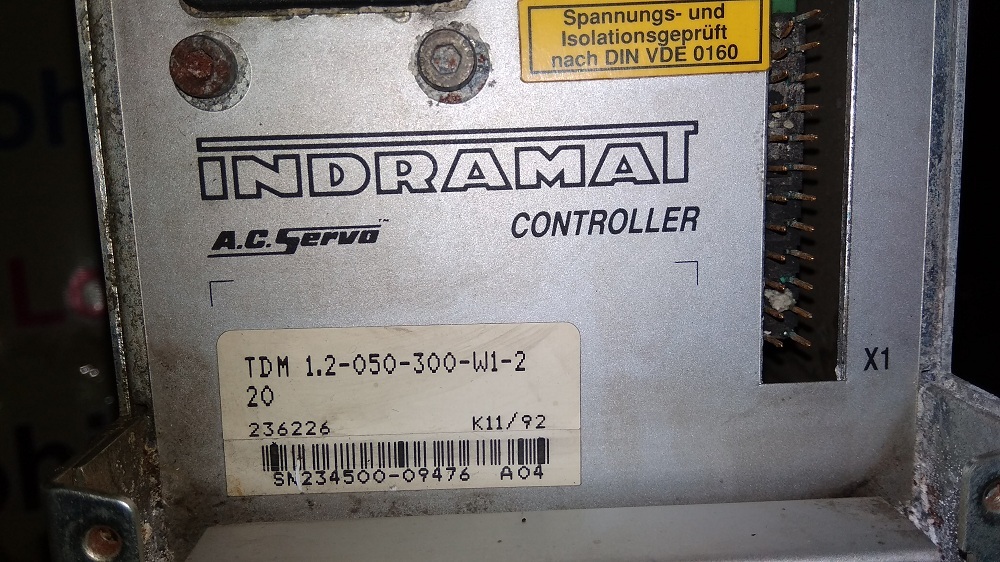 Spannungs- und
Isolationsgeprüft
nach DIN VDE 0160
INDRAMAT
A.C. Servo™
CONTROLLER
X1
TDM 1.2-050-300-W1-2
20
236226 K11/92
SN234500-09476 A04